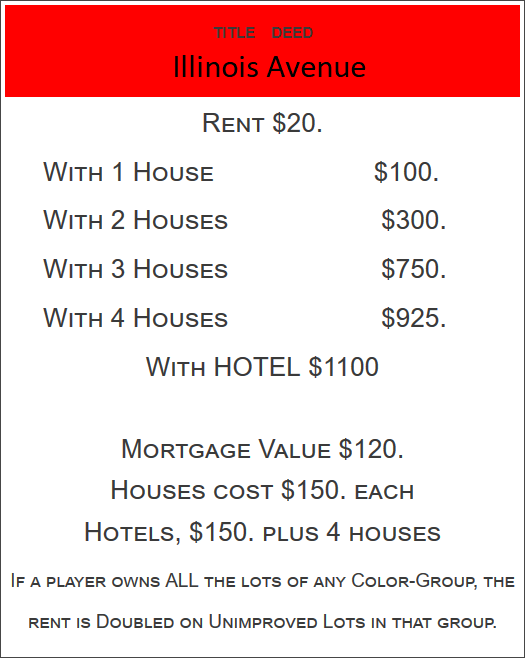 TITLE DEED
Illinois Avenue
Rent $20.
With 1 House $100.
With 2 Houses $300.
With 3 Houses $750.
With 4 Houses $925.
With HOTEL $1100
Mortgage Value $120.
Houses cost $150. each
Hotels, $150. plus 4 houses
If a player owns ALL the lots of any Color-Group, the
rent is Doubled on Unimproved Lots in that group.